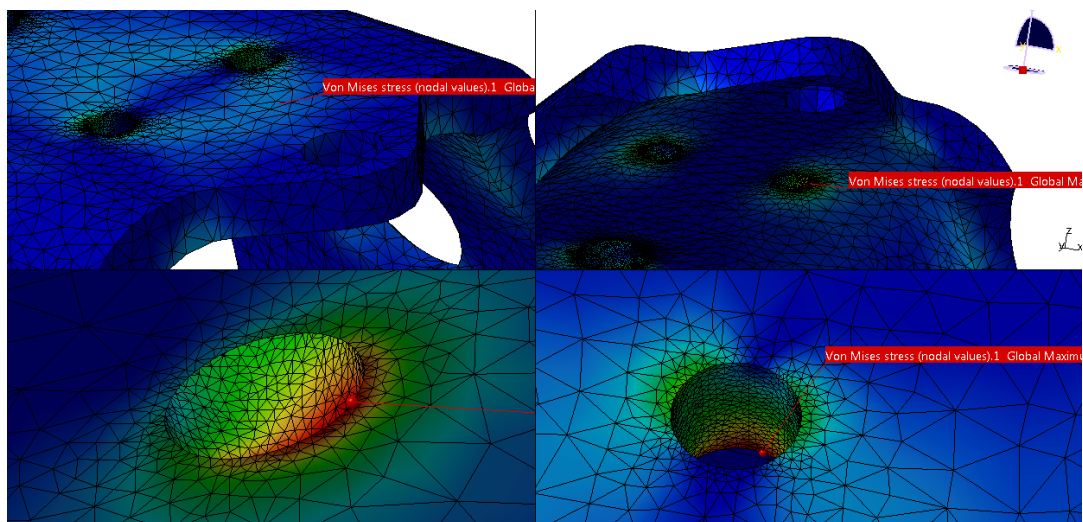 Von Mises stress (nodal values).1 Global
Von Mises stress (nodal values).1 Global Ma
x
z
y x
Von Mises stress (nodal values).1 Global Maximu